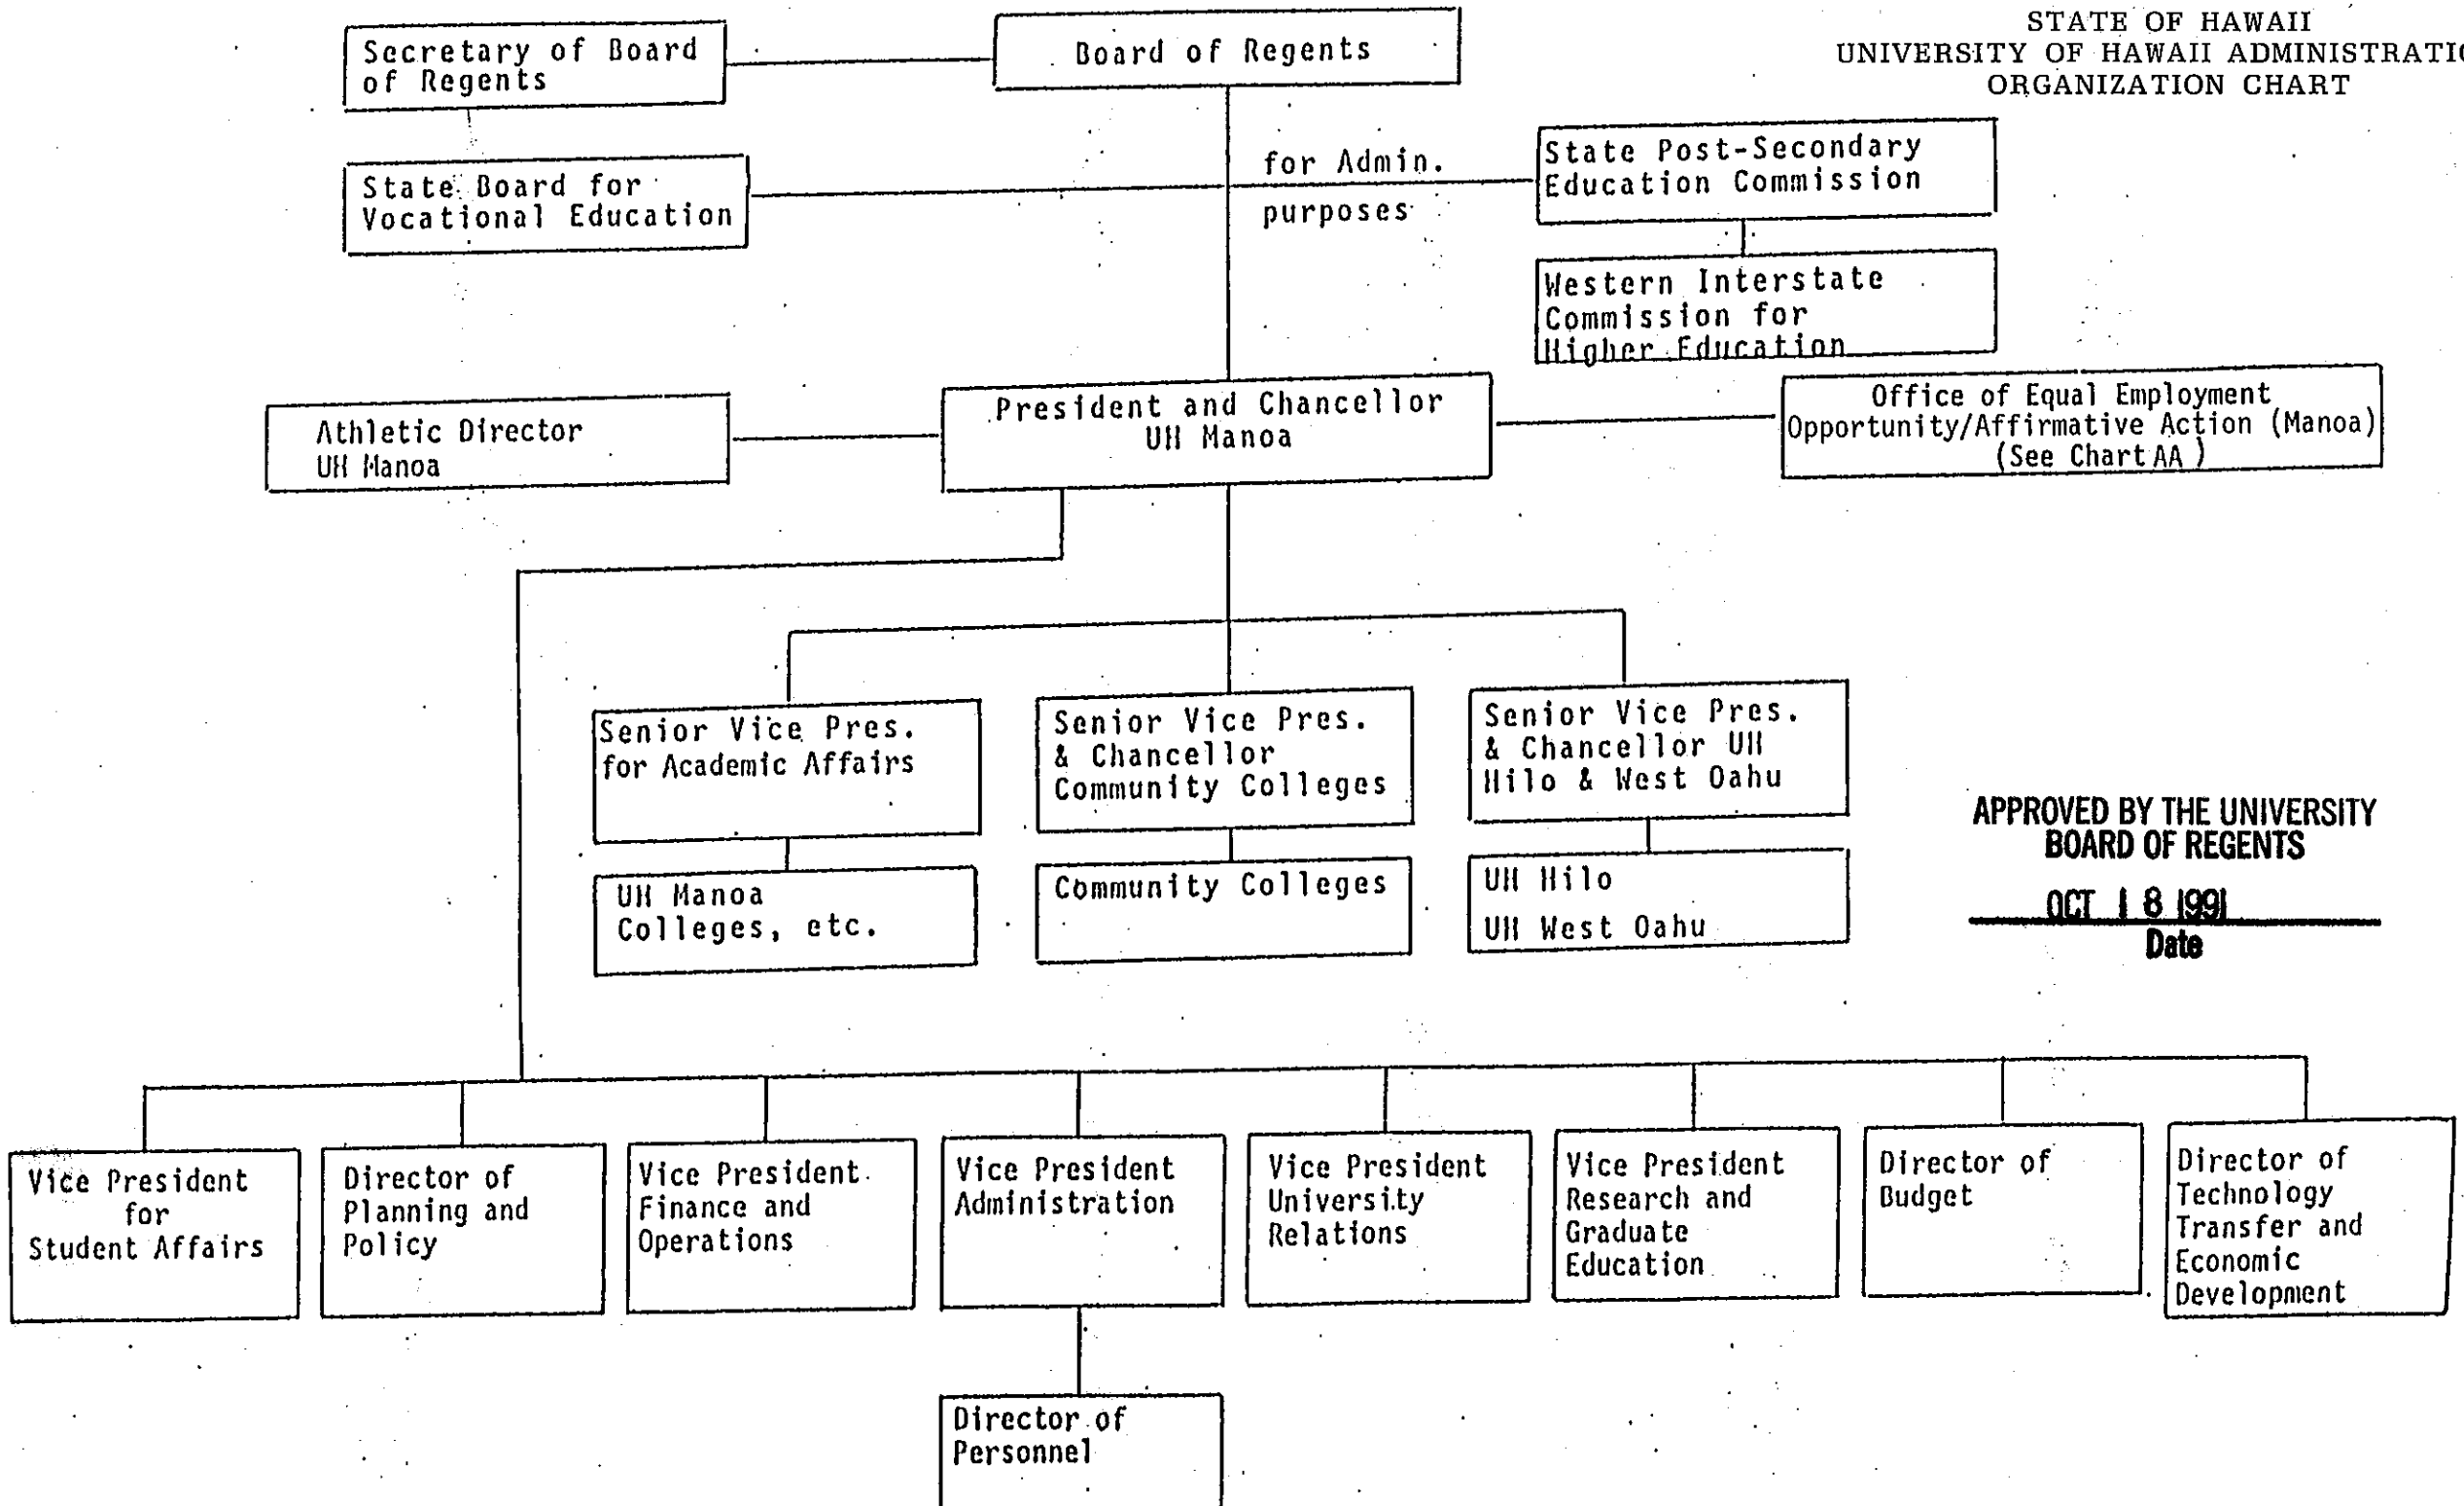 STATE OF HAWAII
UNIVERSITY OF HAWAII ADMINISTRATIO
ORGANIZATION CHART
Secretary of Board
of Regents
Board of Regents
State Board for
Vocational Education
for Admin.
purposes
State Post-Secondary
Education Commission
Western Interstate
Commission for
Higher Education
Athletic Director
UH Manoa
President and Chancellor
UH Manoa
Office of Equal Employment
Opportunity/Affirmative Action (Manoa)
(See Chart AA )
Senior Vice Pres.
for Academic Affairs
Senior Vice Pres.
& Chancellor
Community Colleges
Senior Vice Pres.
& Chancellor UH
Hilo & West Oahu
UH Manoa
Colleges, etc.
Community Colleges
UH Hilo
UH West Oahu
APPROVED BY THE UNIVERSITY
BOARD OF REGENTS
OCT 18 1991
Date
Vice President
for
Student Affairs
Director of
Planning and
Policy
Vice President
Finance and
Operations
Vice President
Administration
Vice President
University
Relations
Vice President
Research and
Graduate
Education
Director of
Budget
Director of
Technology
Transfer and
Economic
Development
Director of
Personnel